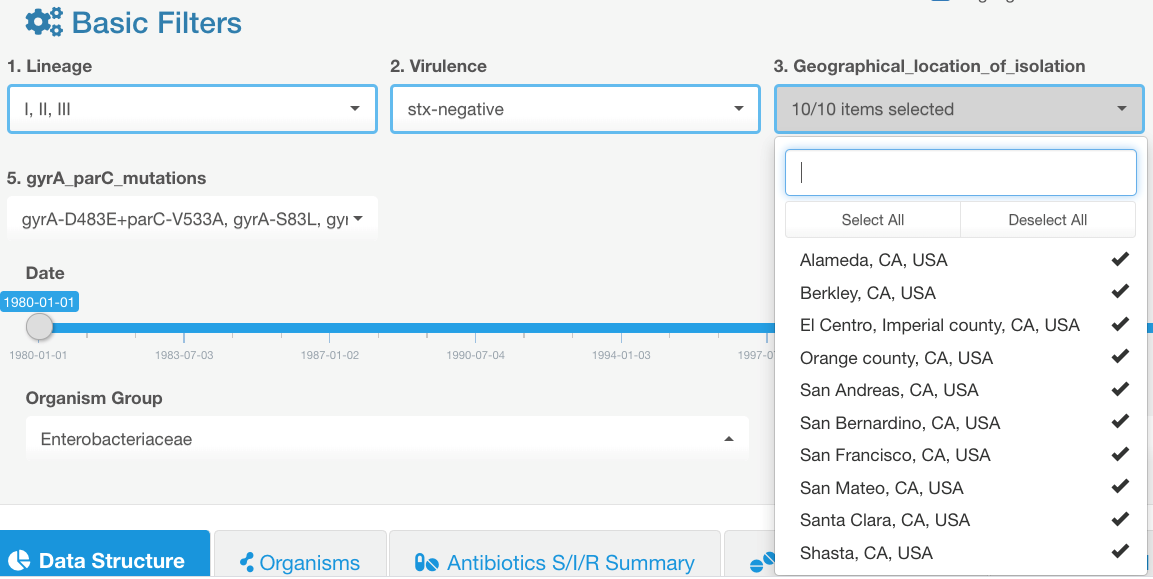 Basic Filters
1. Lineage
2. Virulence
3. Geographical_location_of_isolation
I, II, III
stx-negative
10/10 items selected
5. gyrA_parC_mutations
gyrA-D483E+parC-V533A, gyrA-S83L, gyr
Select All
Deselect All
Alameda, CA, USA
Berkley, CA, USA
El Centro, Imperial county, CA, USA
Orange county, CA, USA
San Andreas, CA, USA
San Bernardino, CA, USA
San Francisco, CA, USA
San Mateo, CA, USA
Santa Clara, CA, USA
Shasta, CA, USA
Date
1980-01-01
1980-01-01
1983-07-03
1987-01-02
1990-07-04
1994-01-03
1997-07
Organism Group
Enterobacteriaceae
Data Structure
Organisms
Antibiotics S/I/R Summary